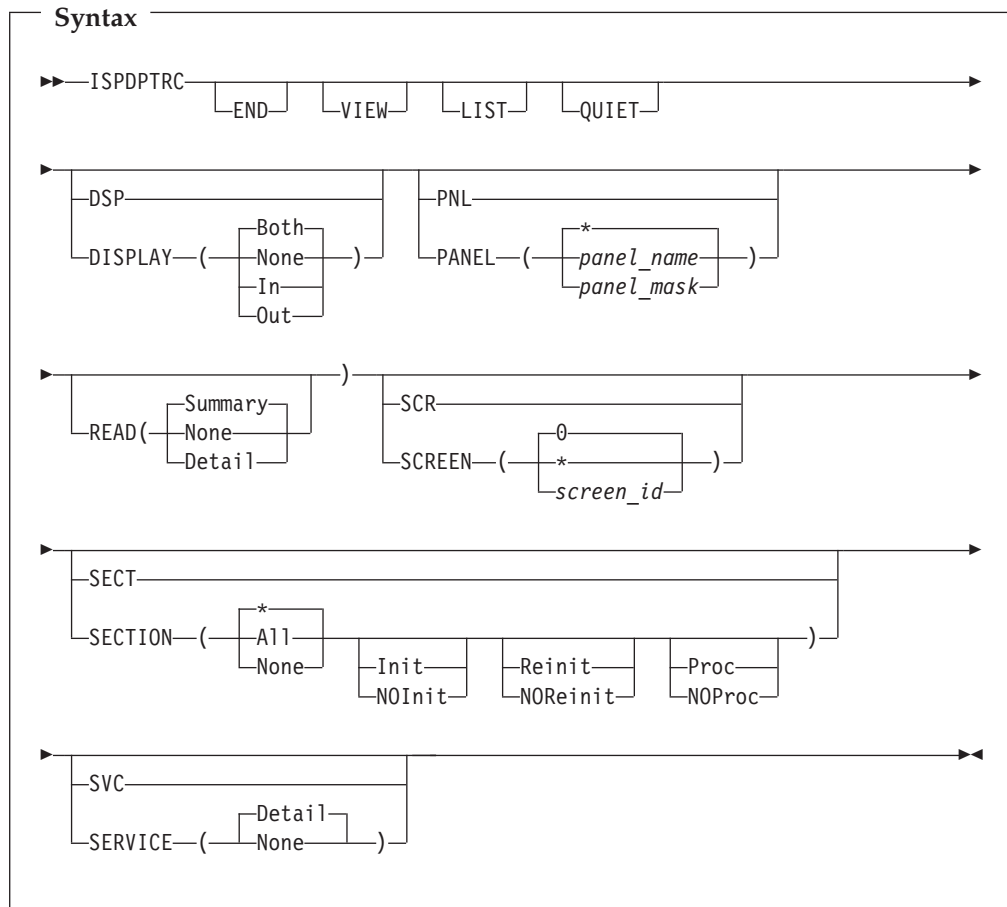 Syntax
ISPDPTRC
END VIEW LIST QUIET
DSP PNL
Both *
DISPLAY ( None ) PANEL ( panel_name )
In panel_mask
Out
)
Summary SCR
READ( None 0
Detail SCREEN ( * )
screen_id
SECT
*
SECTION ( All )
None Init Reinit Proc
NOInit NOReinit NOProc
SVC
Detail
SERVICE ( None )